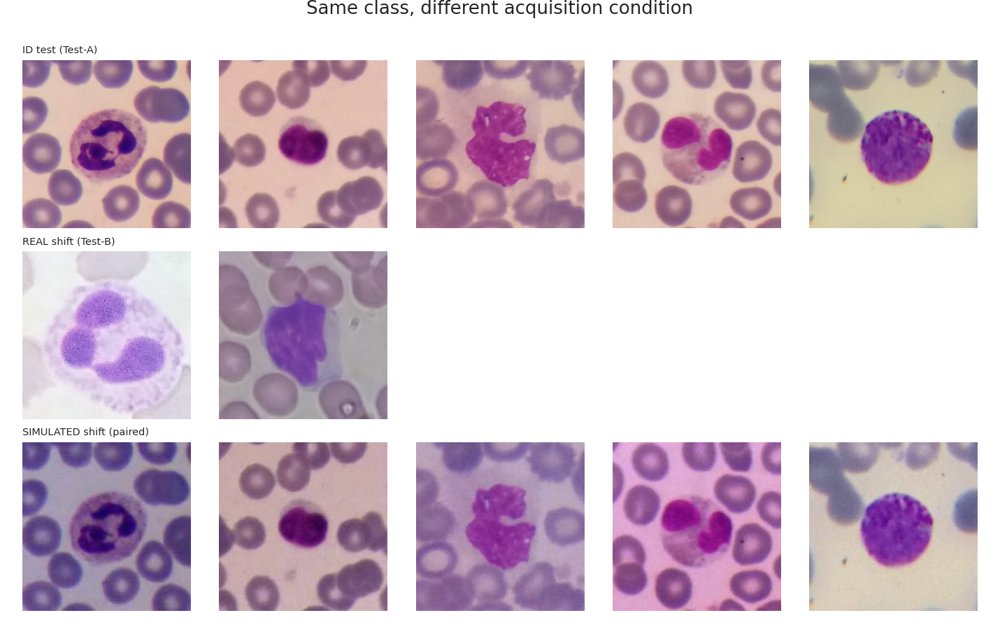 Same class, different acquisition condition
ID test (Test-A)
REAL shift (Test-B)
SIMULATED shift (paired)